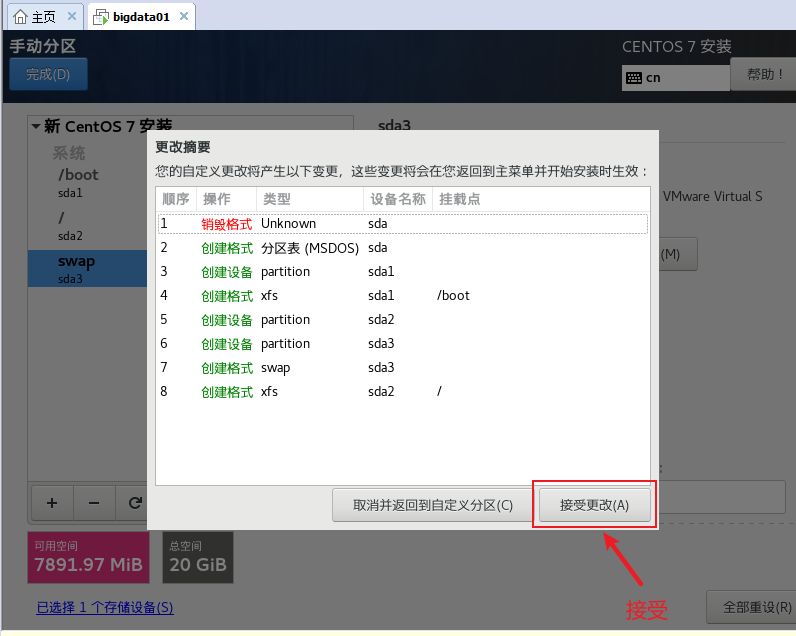 主页 bigdata01
手动分区
CENTOS 7 安装
完成(D)
cn
帮助！
新 CentOS 7 安装
sda3
系统
/boot
sda1
/
sda2
swap
sda3
VMware Virtual S
(M)
更改摘要
您的自定义更改将产生以下变更，这些变更将会在您返回到主菜单并开始安装时生效：
顺序 操作 类型 设备名称 挂载点
1 销毁格式 Unknown sda
2 创建格式 分区表 (MSDOS) sda
3 创建设备 partition sda1
4 创建格式 xfs sda1 /boot
5 创建设备 partition sda2
6 创建设备 partition sda3
7 创建格式 swap sda3
8 创建格式 xfs sda2 /
取消并返回到自定义分区(C) 接受更改(A)
可用空间
7891.97 MiB
总空间
20 GiB
接受
已选择 1 个存储设备(S)
全部重设(R)